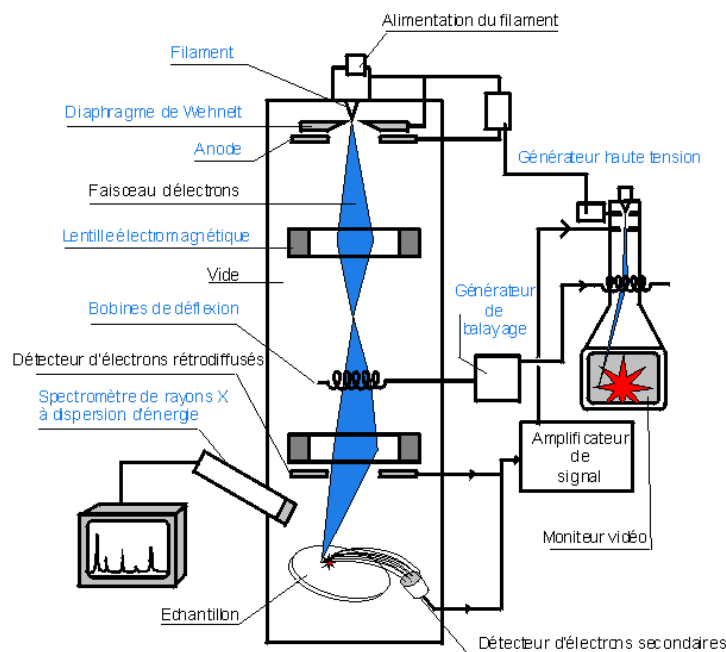 Alimentation du filament
Filament
Diaphragme de Wehnelt
Anode
Générateur haute tension
Faisceau délectrons
Lentille électromagnétique
Vide
Générateur
de
balayage
Bobines de déflexion
Détecteur d'électrons rétrodiffusés
Spectromètre de rayons X
à dispersion d'énergie
Amplificateur
de
signal
Moniteur vidéo
Echantillon
Détecteur d'électrons secondaires